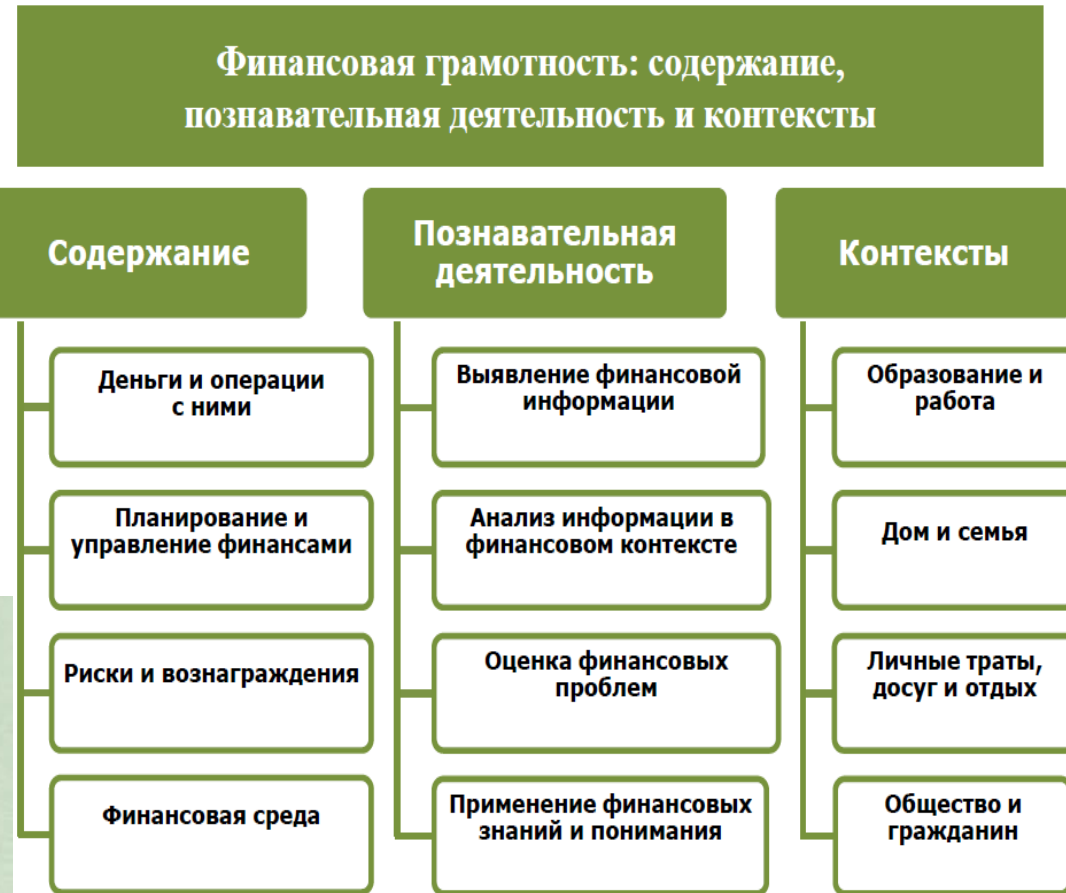 Финансовая грамотность: содержание,
познавательная деятельность и контексты
Содержание
Деньги и операции
с ними
Планирование и
управление финансами
Риски и вознаграждения
Финансовая среда
Познавательная
деятельность
Выявление финансовой
информации
Анализ информации в
финансовом контексте
Оценка финансовых
проблем
Применение финансовых
знаний и понимания
Контексты
Образование и
работа
Дом и семья
Личные траты,
досуг и отдых
Общество и
гражданин